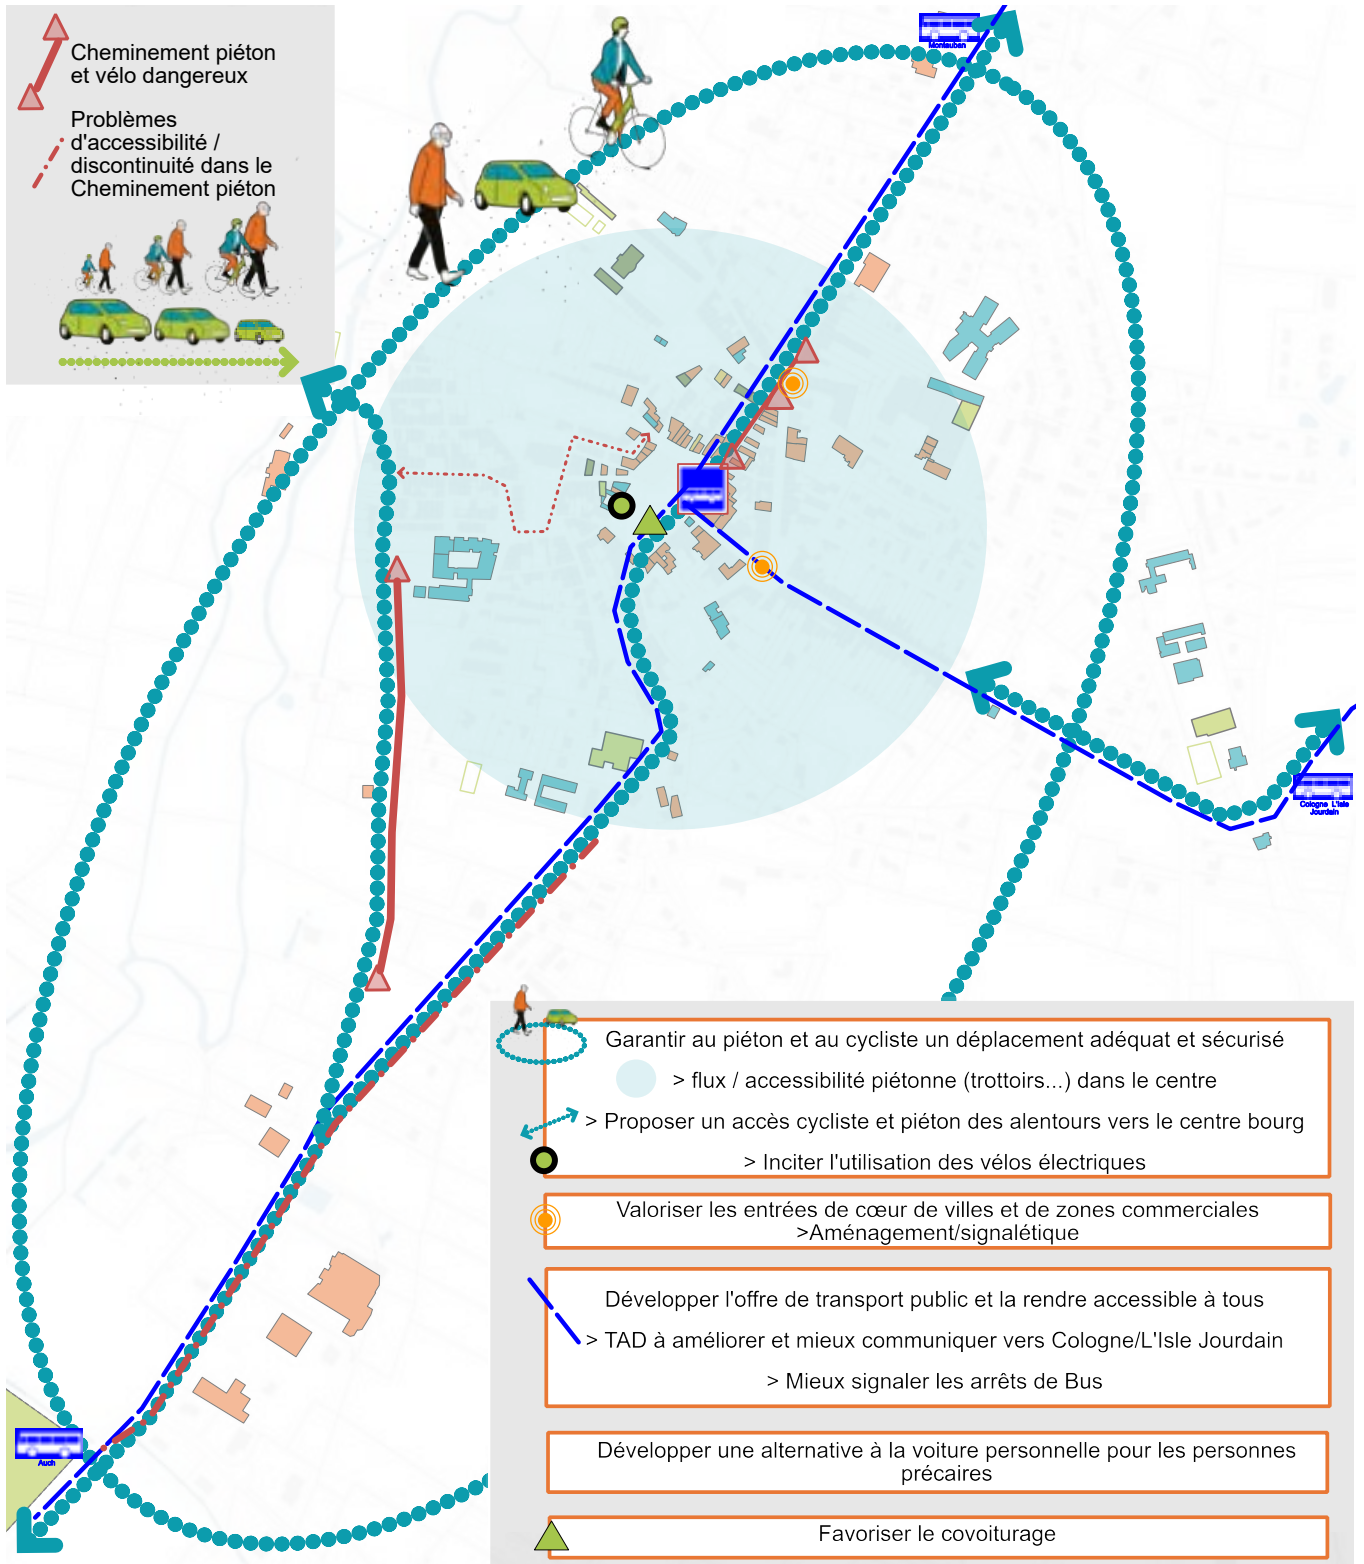 Cheminement piéton
et vélo dangereux
Problèmes
d'accessibilité /
discontinuité dans le
Cheminement piéton
Montauban
Cologne L'Isle
Jourdain
Auch
Garantir au piéton et au cycliste un déplacement adéquat et sécurisé
> flux / accessibilité piétonne (trottoirs...) dans le centre
> Proposer un accès cycliste et piéton des alentours vers le centre bourg
> Inciter l'utilisation des vélos électriques
Valoriser les entrées de cœur de villes et de zones commerciales
>Aménagement/signalétique
Développer l'offre de transport public et la rendre accessible à tous
> TAD à améliorer et mieux communiquer vers Cologne/L'Isle Jourdain
> Mieux signaler les arrêts de Bus
Développer une alternative à la voiture personnelle pour les personnes
précaires
Favoriser le covoiturage